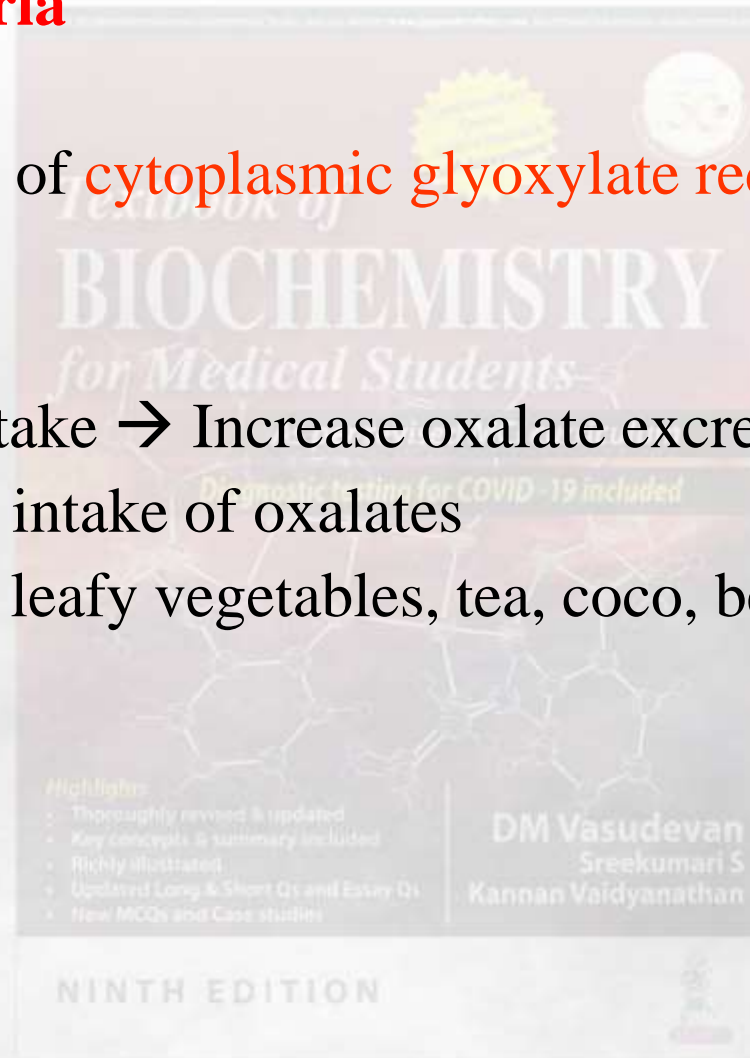 ria
of cytoplasmic glyoxylate rec
Textbook of
BIOCHEMISTRY
for Medical Students
take → Increase oxalate excre
Diagnostic testing for COVID -19 included
intake of oxalates
leafy vegetables, tea, coco, be
Highlights
• Thoroughly revised & updated
• Key concepts & summary included
• Richly illustrated
• Updated Long & Short Qs and Essay Qs
• New MCQs and Case studies
DM Vasudevan
Sreekumari S
Kannan Vaidyanathan
NINTH EDITION